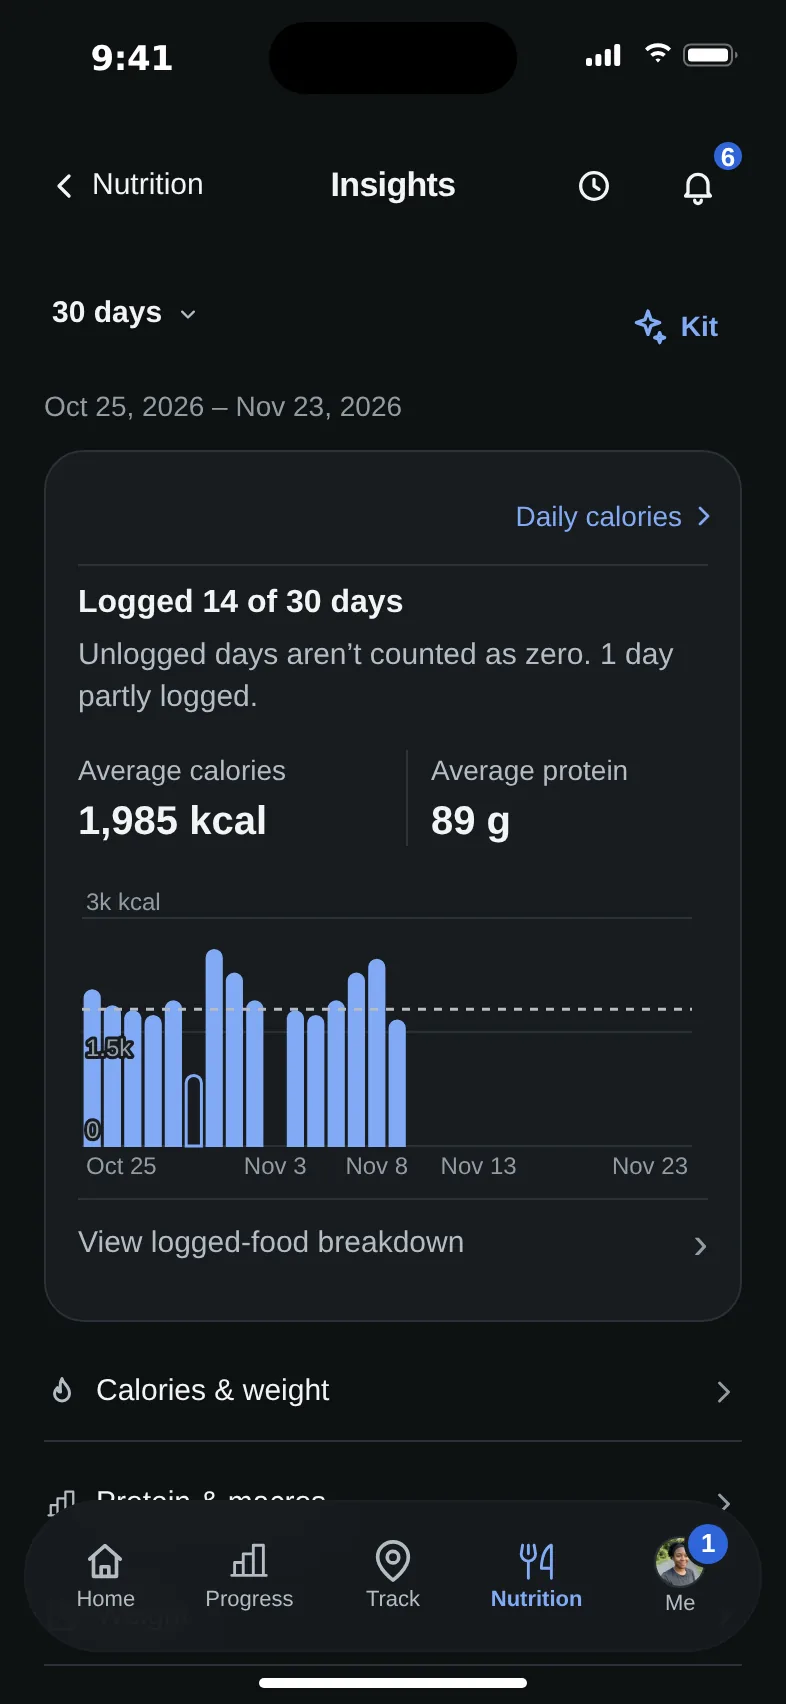 9:41
6
Nutrition
Insights
30 days
Kit
Oct 25, 2026 – Nov 23, 2026
Daily calories
Logged 14 of 30 days
Unlogged days aren’t counted as zero. 1 day
partly logged.
Average calories
Average protein
1,985 kcal
89 g
3k kcal
1.5k
0
Oct 25
Nov 3
Nov 8
Nov 13
Nov 23
View logged-food breakdown
Calories & weight
Protein & macros
1
Home
Progress
Track
Nutrition
Me
Weight